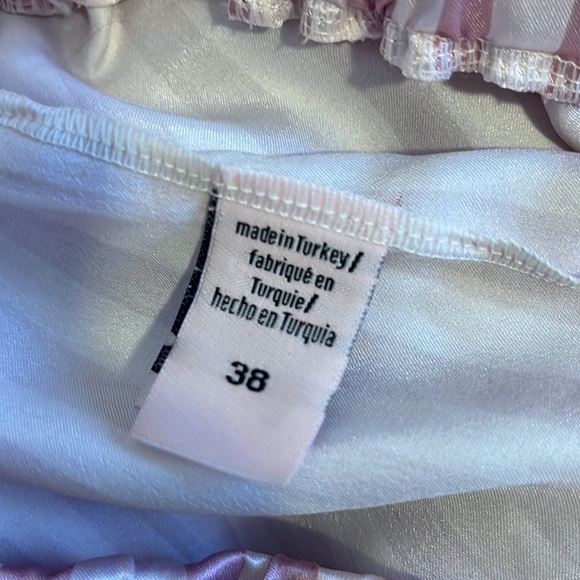 made in Turkey/
fabriqué en
Turquie/
hecho en Turquia
38